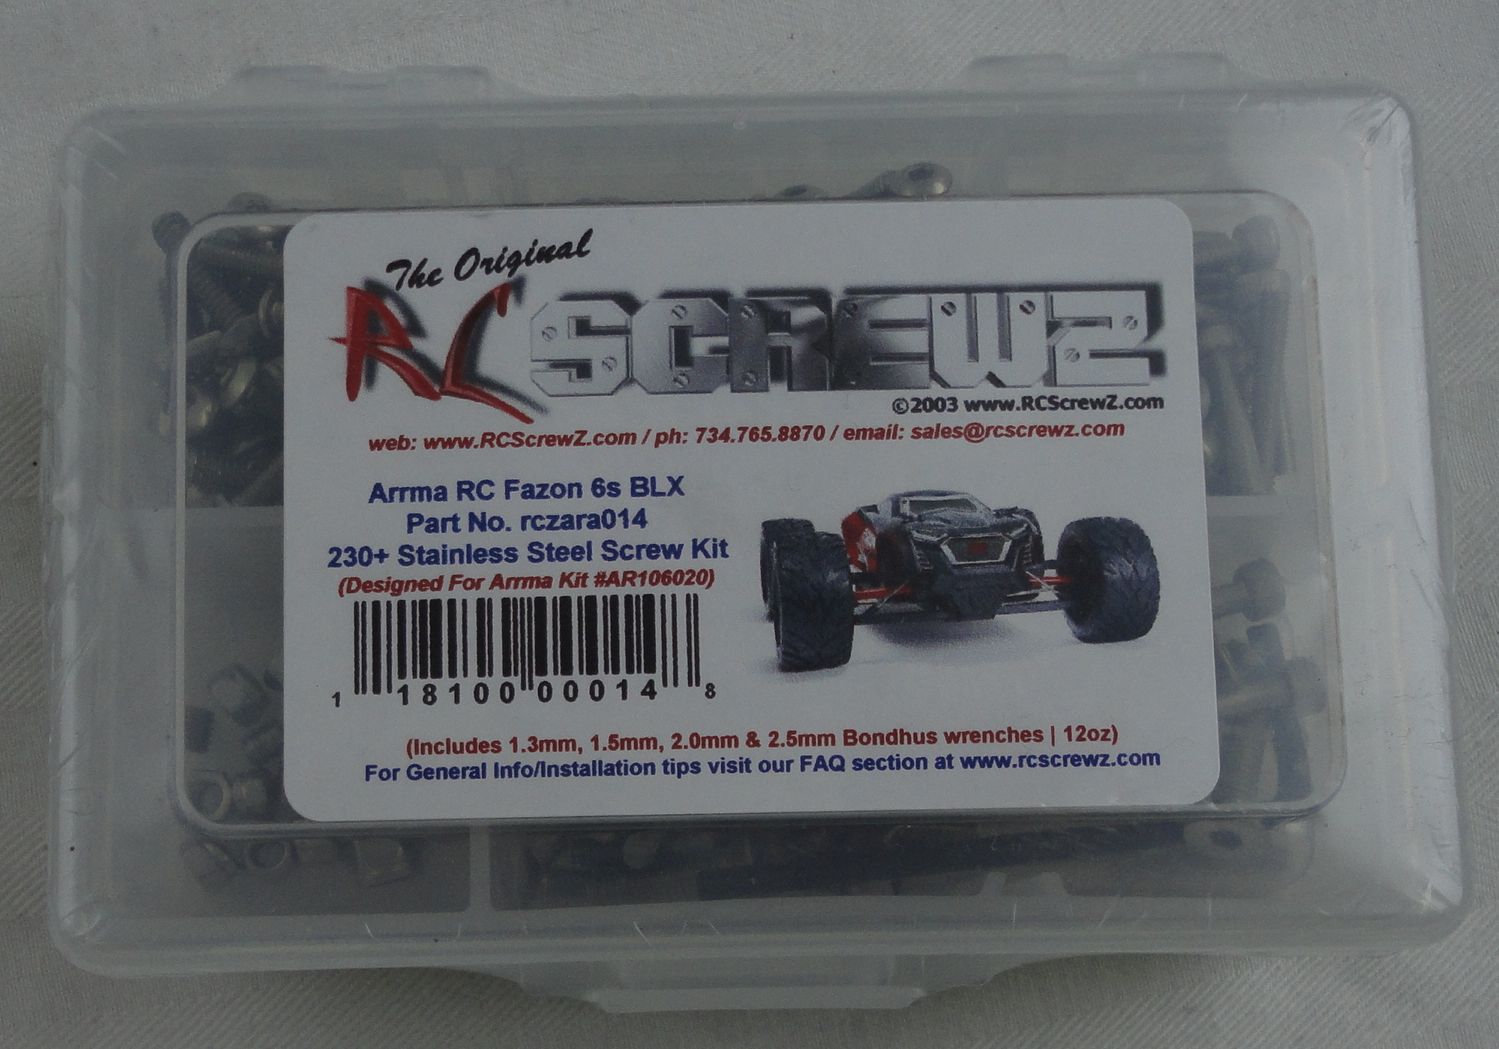 The Original
RC SCREWZ
©2003 www.RCScrewZ.com
web: www.RCScrewZ.com / ph: 734.765.8870 / email: sales@rcscrewz.com
Arrma RC Fazon 6s BLX
Part No. rczara014
230+ Stainless Steel Screw Kit
(Designed For Arrma Kit #AR106020)
1 18100 00014 8
(Includes 1.3mm, 1.5mm, 2.0mm & 2.5mm Bondhus wrenches | 12oz)
For General Info/Installation tips visit our FAQ section at www.rcscrewz.com